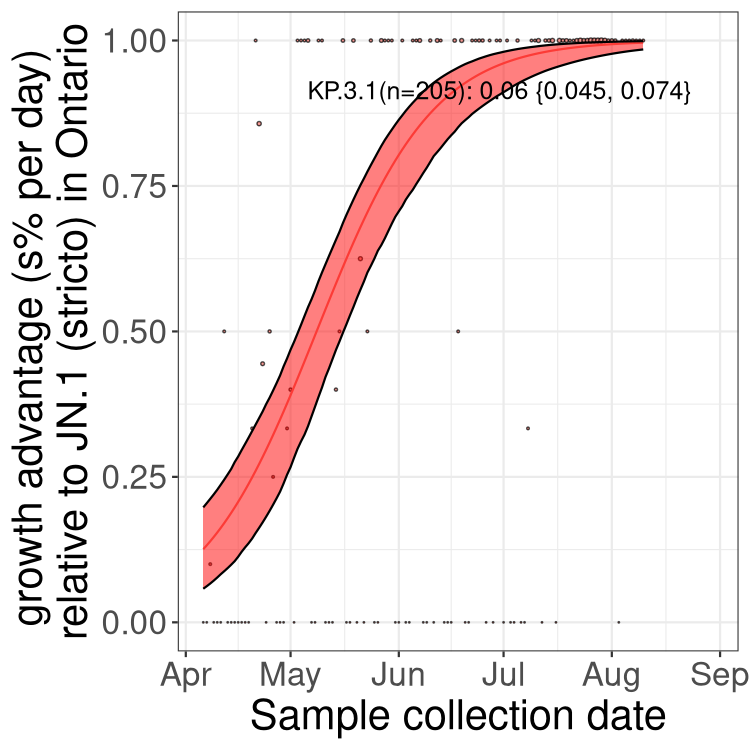 growth advantage (s% per day)
relative to JN.1 (stricto) in Ontario
1.00
0.75
0.50
0.25
0.00
KP.3.1(n=205): 0.06 {0.045, 0.074}
Apr May Jun Jul Aug Sep
Sample collection date